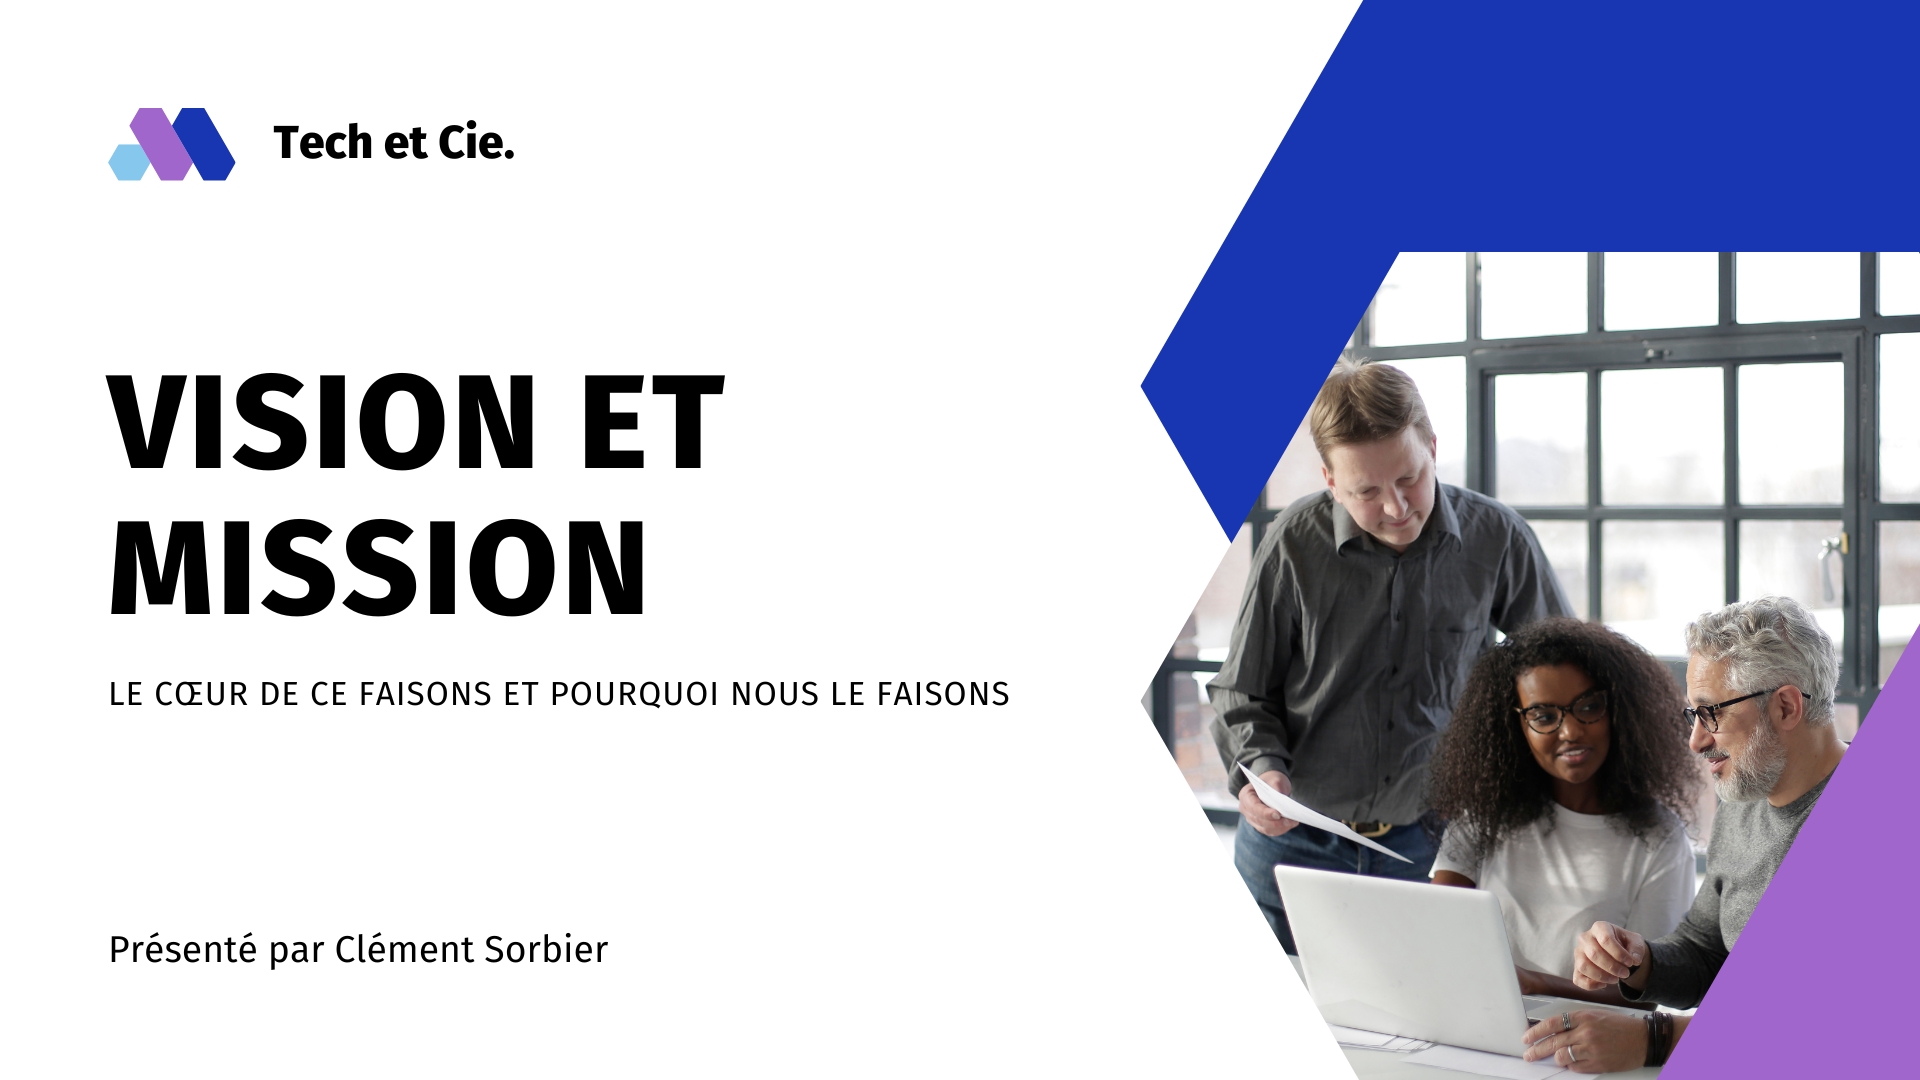 Tech et Cie.
VISION ET
MISSION
LE CŒUR DE CE FAISONS ET POURQUOI NOUS LE FAISONS
Présenté par Clément Sorbier